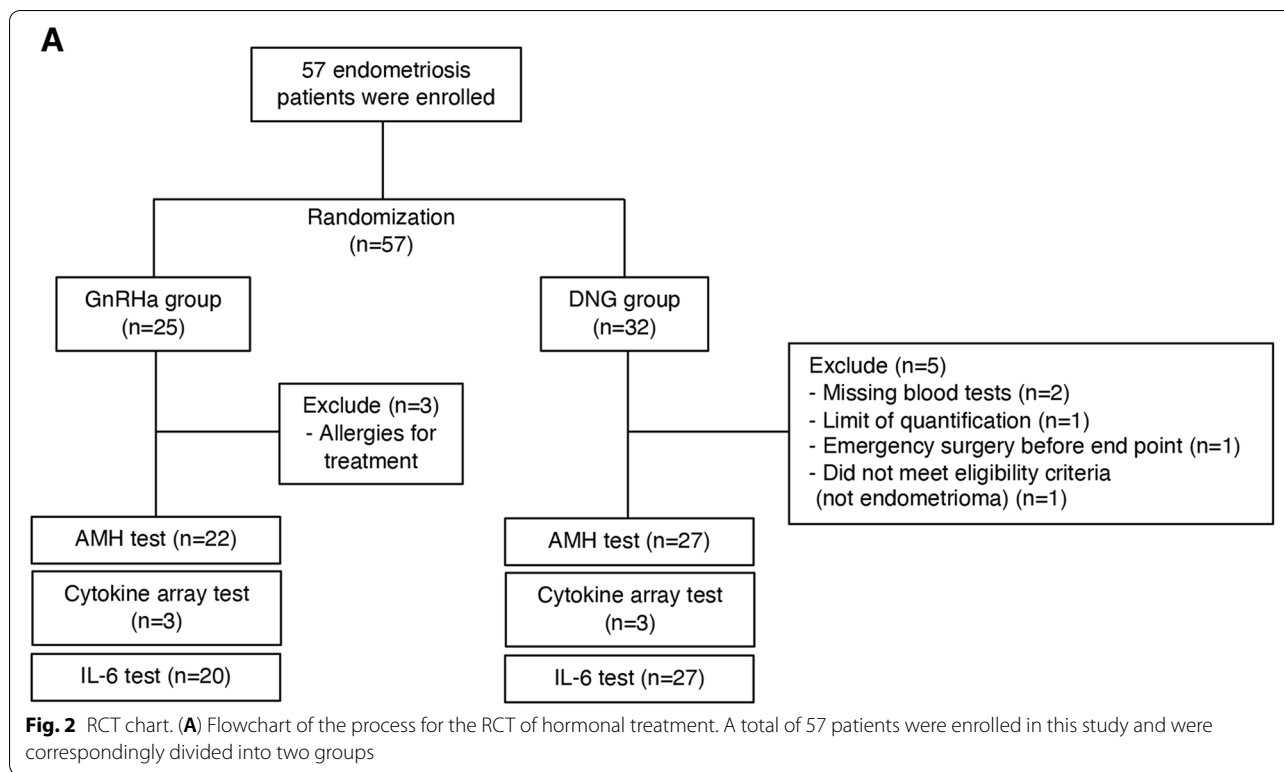 A
57 endometriosis
patients were enrolled
Randomization
(n=57)
GnRHa group
(n=25)
DNG group
(n=32)
Exclude (n=3)
- Allergies for
treatment
Exclude (n=5)
- Missing blood tests (n=2)
- Limit of quantification (n=1)
- Emergency surgery before end point (n=1)
- Did not meet eligibility criteria
(not endometrioma) (n=1)
AMH test (n=22)
Cytokine array test
(n=3)
IL-6 test (n=20)
AMH test (n=27)
Cytokine array test
(n=3)
IL-6 test (n=27)
Fig. 2 RCT chart. (A) Flowchart of the process for the RCT of hormonal treatment. A total of 57 patients were enrolled in this study and were
correspondingly divided into two groups